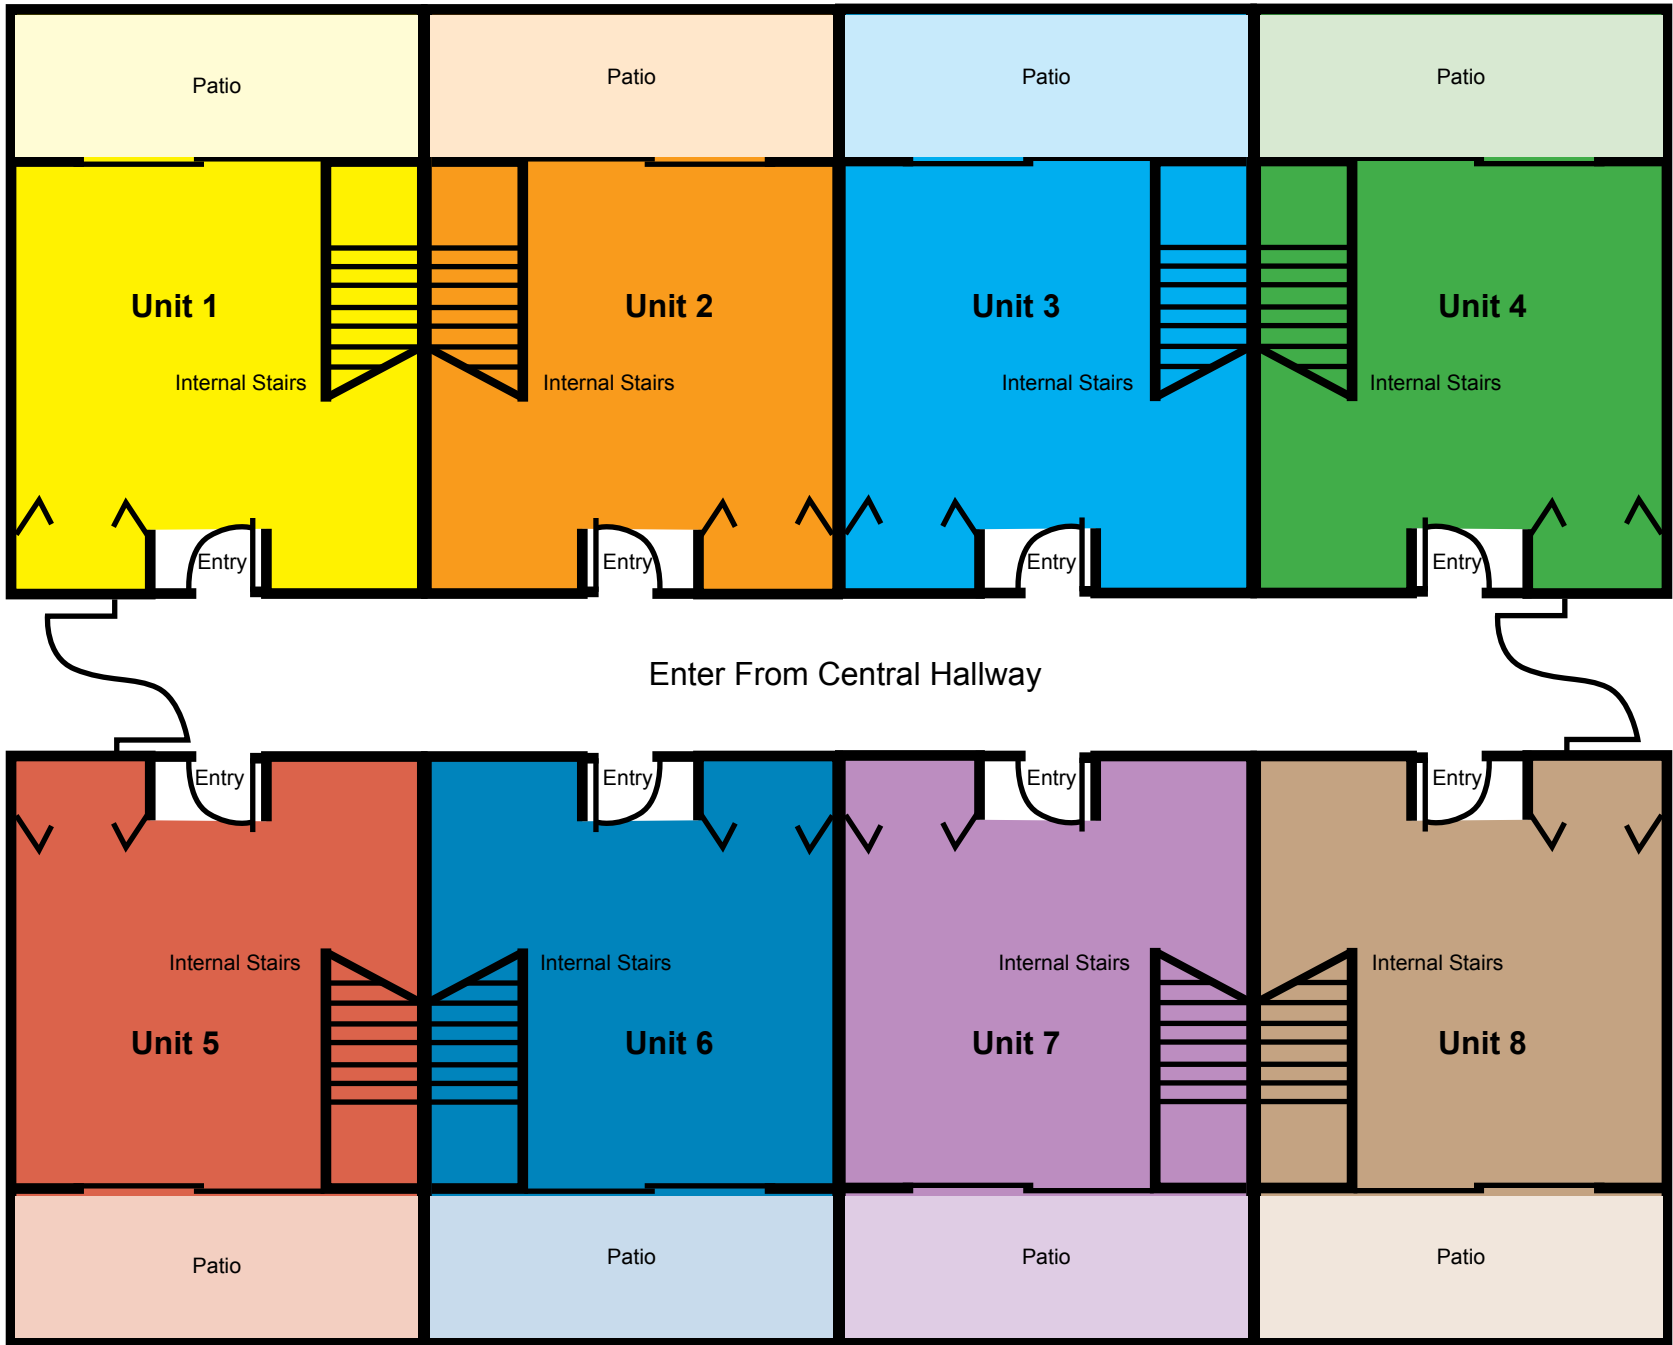 Patio
Patio
Patio
Patio
Unit 1
Unit 2
Unit 3
Unit 4
Internal Stairs
Internal Stairs
Internal Stairs
Internal Stairs
Entry
Entry
Entry
Entry
Enter From Central Hallway
Entry
Entry
Entry
Entry
Internal Stairs
Internal Stairs
Internal Stairs
Internal Stairs
Unit 5
Unit 6
Unit 7
Unit 8
Patio
Patio
Patio
Patio